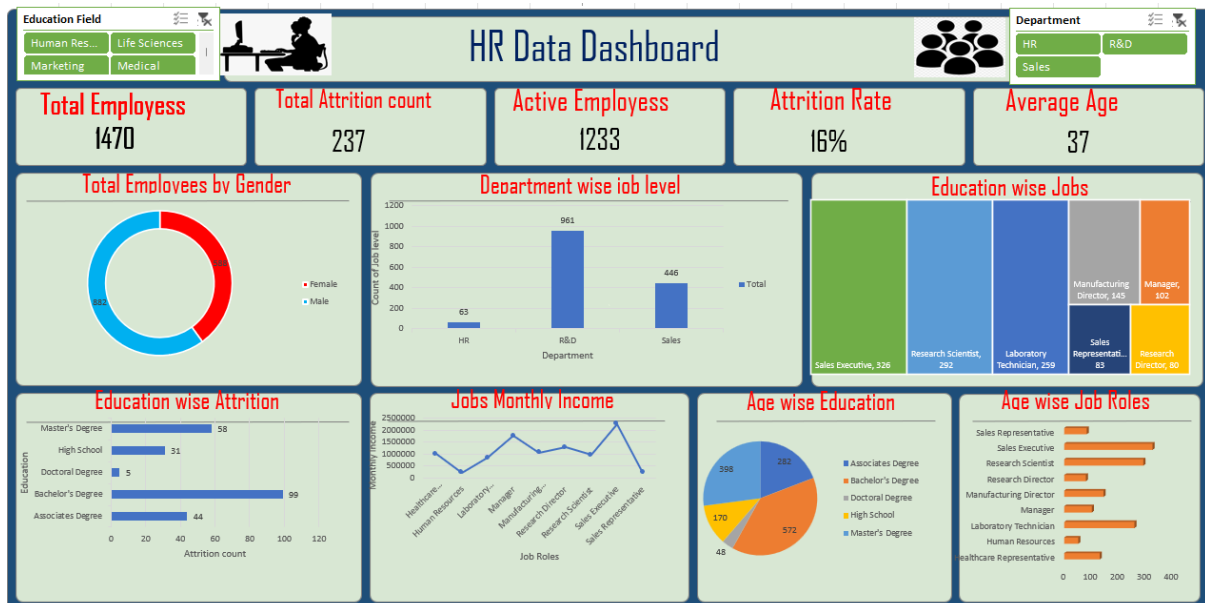 Education Field
Human Res...
Life Sciences
Marketing
Medical
HR Data Dashboard
Department
HR
R&D
Sales
Total Employess
1470
Total Attrition count
237
Active Employess
1233
Attrition Rate
16%
Average Age
37
Total Employees by Gender
882
Female
Male
Department wise job level
Count of Job level
1200
1000
800
600
400
200
0
63
961
446
HR
R&D
Sales
Department
Total
Education wise Jobs
Sales Executive, 326
Research Scientist,
292
Laboratory
Technician, 259
Manufacturing
Director, 145
Manager,
102
Sales
Representati...
83
Research
Director, 80
Education wise Attrition
Education
Master's Degree
58
High School
31
Doctoral Degree
5
Bachelor's Degree
99
Associates Degree
44
0 20 40 60 80 100 120
Attrition count
Jobs Monthly Income
Monthly Income
2500000
2000000
1500000
1000000
500000
0
Healthcare...
Human Resources
Laboratory...
Manager
Manufacturing...
Research Director
Research Scientist
Sales Executive
Sales Representative
Job Roles
Age wise Education
282
572
48
170
398
Associates Degree
Bachelor's Degree
Doctoral Degree
High School
Master's Degree
Age wise Job Roles
Sales Representative
Sales Executive
Research Scientist
Research Director
Manufacturing Director
Manager
Laboratory Technician
Human Resources
Healthcare Representative
0 100 200 300 400